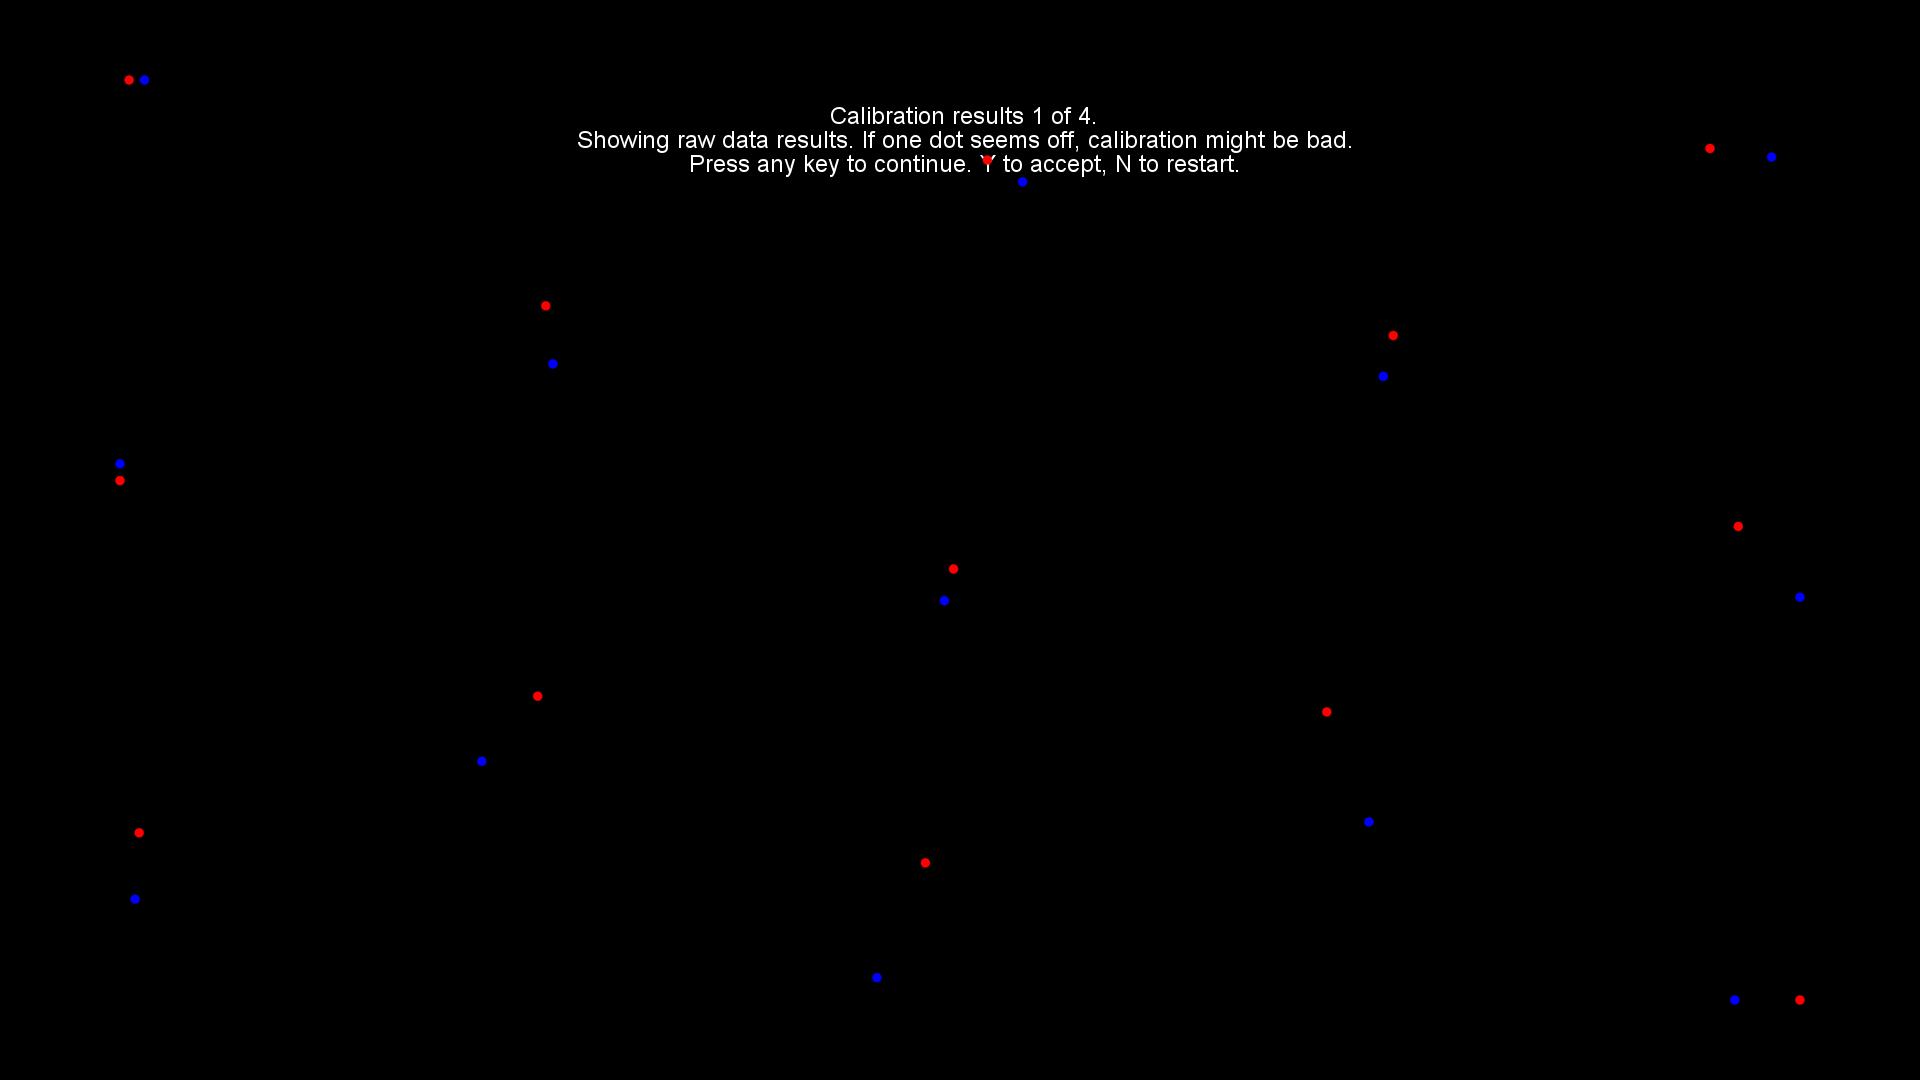 Calibration results 1 of 4.
Showing raw data results. If one dot seems off, calibration might be bad.
Press any key to continue. Y to accept, N to restart.